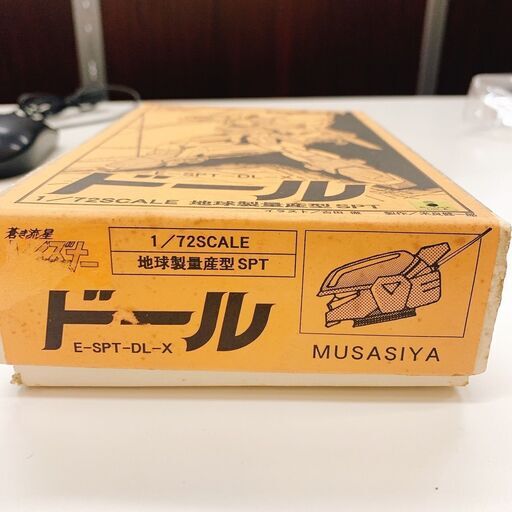 SPT-DL-X
ドール
1/72SCALE 地球製量産型SPT
蒼き流星
1/72SCALE
地球製量産型SPT
ドール
E-SPT-DL-X
MUSASIYA